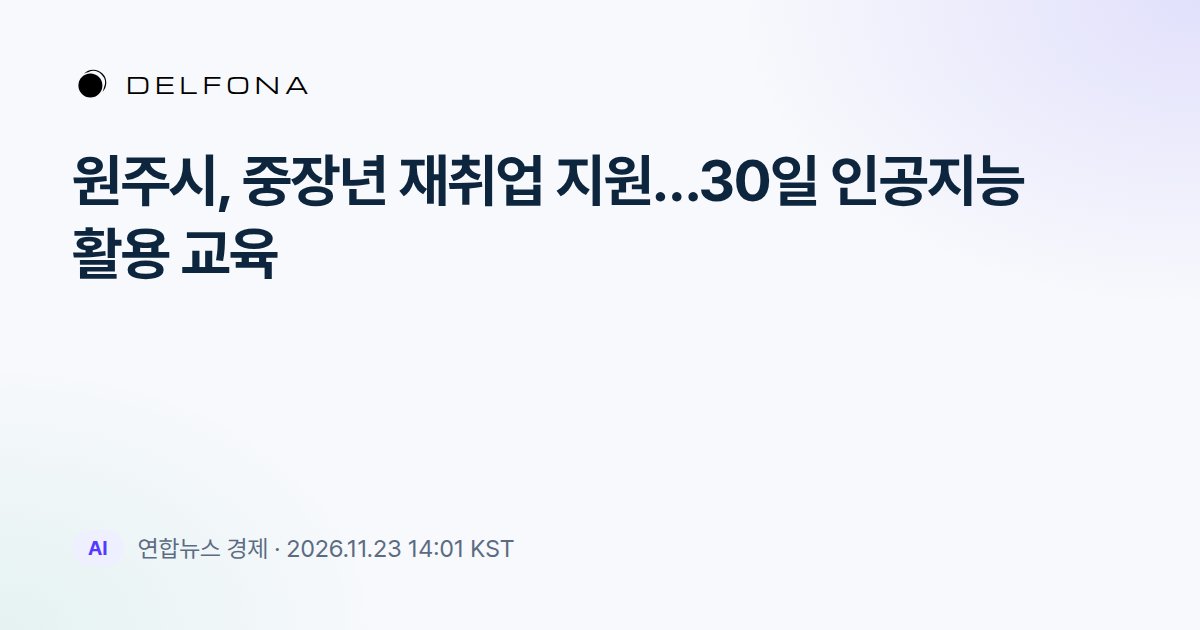 DELFONA
원주시, 중장년 재취업 지원…30일 인공지능
활용 교육
AI 연합뉴스 경제 · 2026.11.23 14:01 KST